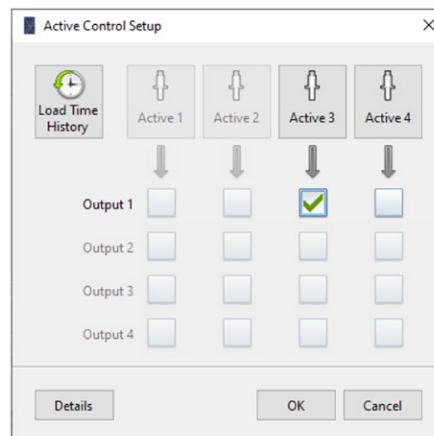 Active Control Setup
Load Time
History
Active 1
Active 2
Active 3
Active 4
Output 1
Output 2
Output 3
Output 4
Details
OK
Cancel